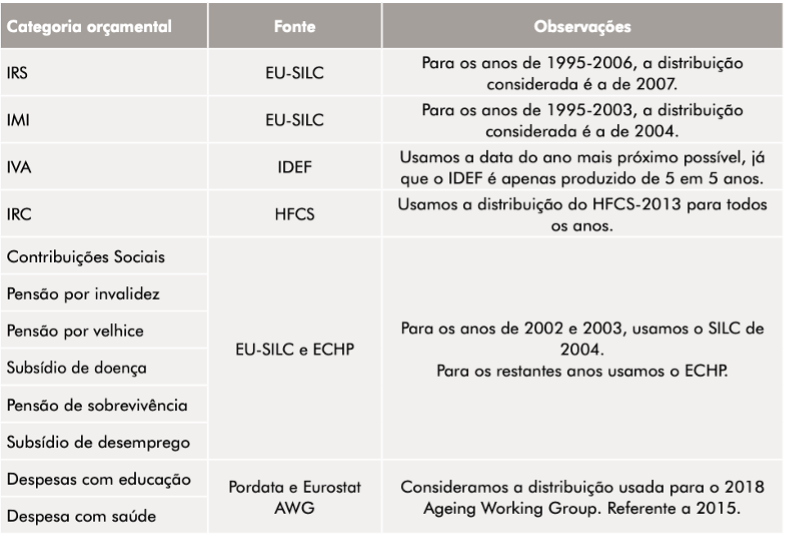 Categoria orçamental
Fonte
Observações
IRS
EU-SILC
Para os anos de 1995-2006, a distribuição
considerada é a de 2007.
IMI
EU-SILC
Para os anos de 1995-2003, a distribuição
considerada é a de 2004.
IVA
IDEF
Usamos a data do ano mais próximo possível, já
que o IDEF é apenas produzido de 5 em 5 anos.
IRC
HFCS
Usamos a distribuição do HFCS-2013 para todos
os anos.
Contribuições Sociais
Pensão por invalidez
Pensão por velhice
Subsídio de doença
Pensão de sobrevivência
Subsídio de desemprego
EU-SILC e ECHP
Para os anos de 2002 e 2003, usamos o SILC de
2004.
Para os restantes anos usamos o ECHP.
Despesas com educação
Despesa com saúde
Pordata e Eurostat
AWG
Consideramos a distribuição usada para o 2018
Ageing Working Group. Referente a 2015.